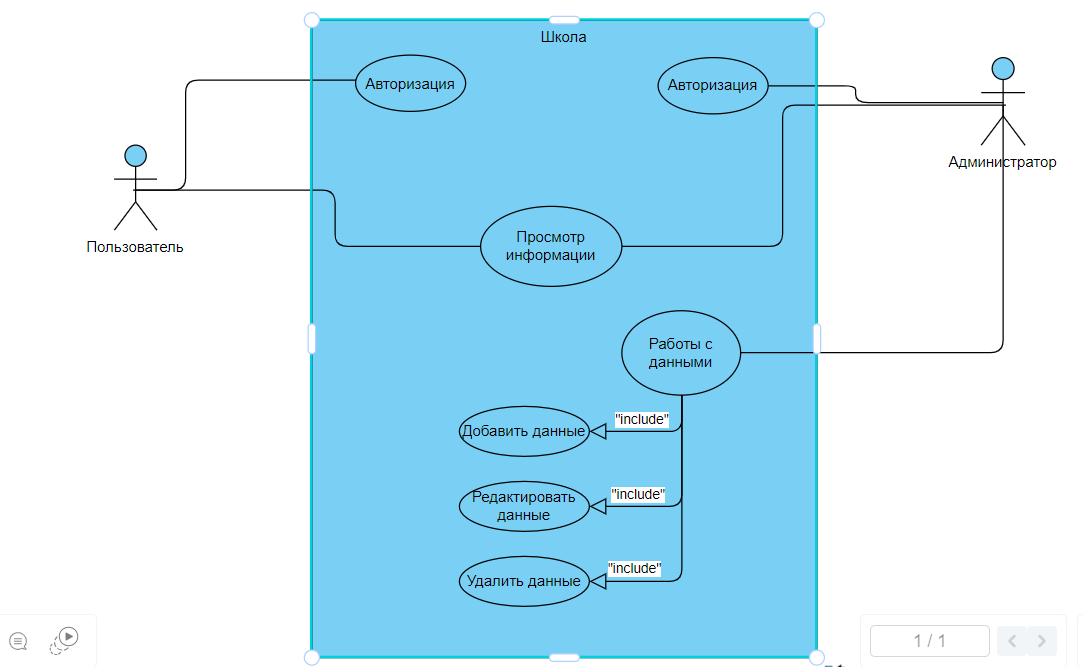 Школа
Авторизация
Авторизация
Администратор
Пользователь
Просмотр
информации
Работы с
данными
"include"
Добавить данные
"include"
Редактировать
данные
"include"
Удалить данные
1 / 1